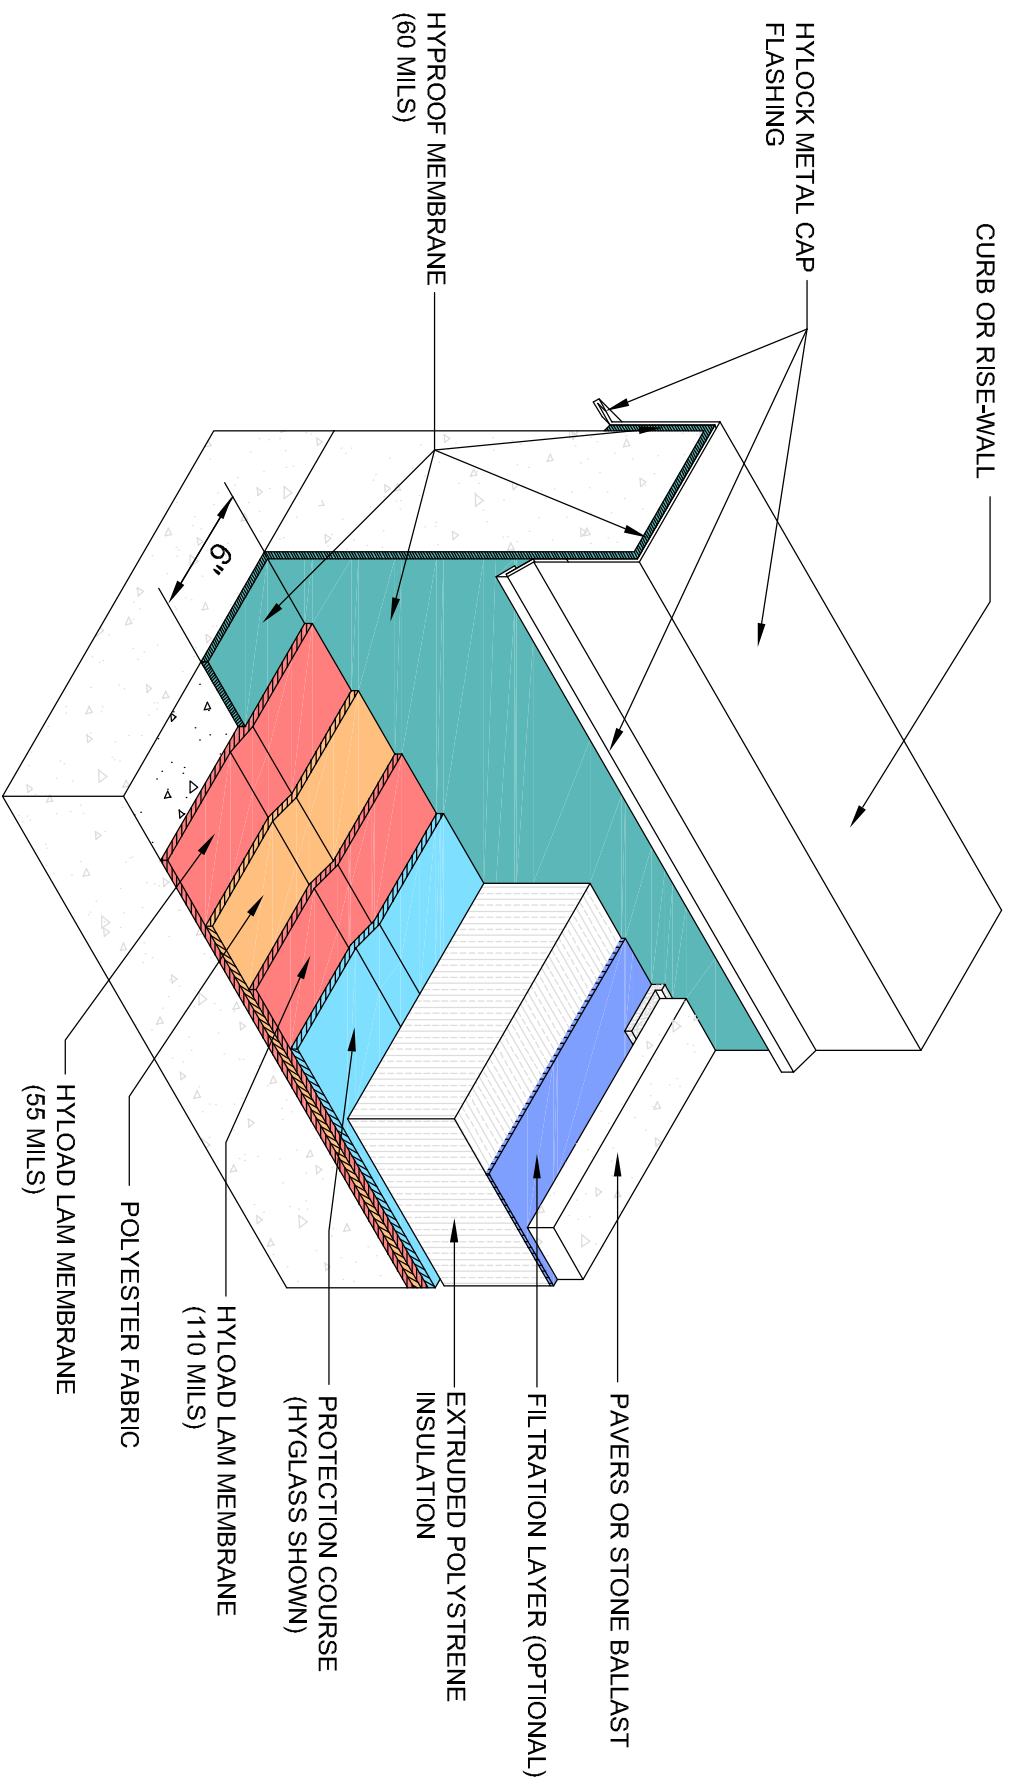 CURB OR RISE-WALL
HYLOCK METAL CAP
FLASHING
HYPROOF MEMBRANE
(60 MILS)
6"
PAVERS OR STONE BALLAST
FILTRATION LAYER (OPTIONAL)
EXTRUDED POLYSTRENE
INSULATION
PROTECTION COURSE
(HYGLASS SHOWN)
HYLOAD LAM MEMBRANE
(110 MILS)
POLYESTER FABRIC
HYLOAD LAM MEMBRANE
(55 MILS)